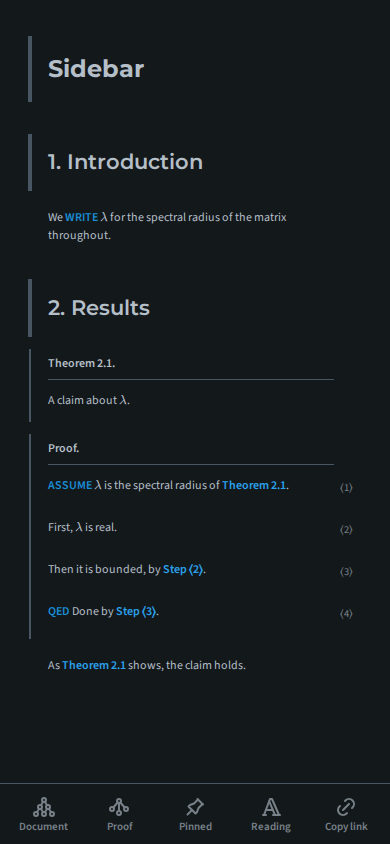 Sidebar
1. Introduction
We WRITE λ for the spectral radius of the matrix
throughout.
2. Results
Theorem 2.1.
A claim about λ.
Proof.
ASSUME λ is the spectral radius of Theorem 2.1. ⟨1⟩
First, λ is real. ⟨2⟩
Then it is bounded, by Step ⟨2⟩. ⟨3⟩
QED Done by Step ⟨3⟩. ⟨4⟩
As Theorem 2.1 shows, the claim holds.
Document Proof Pinned Reading Copy link